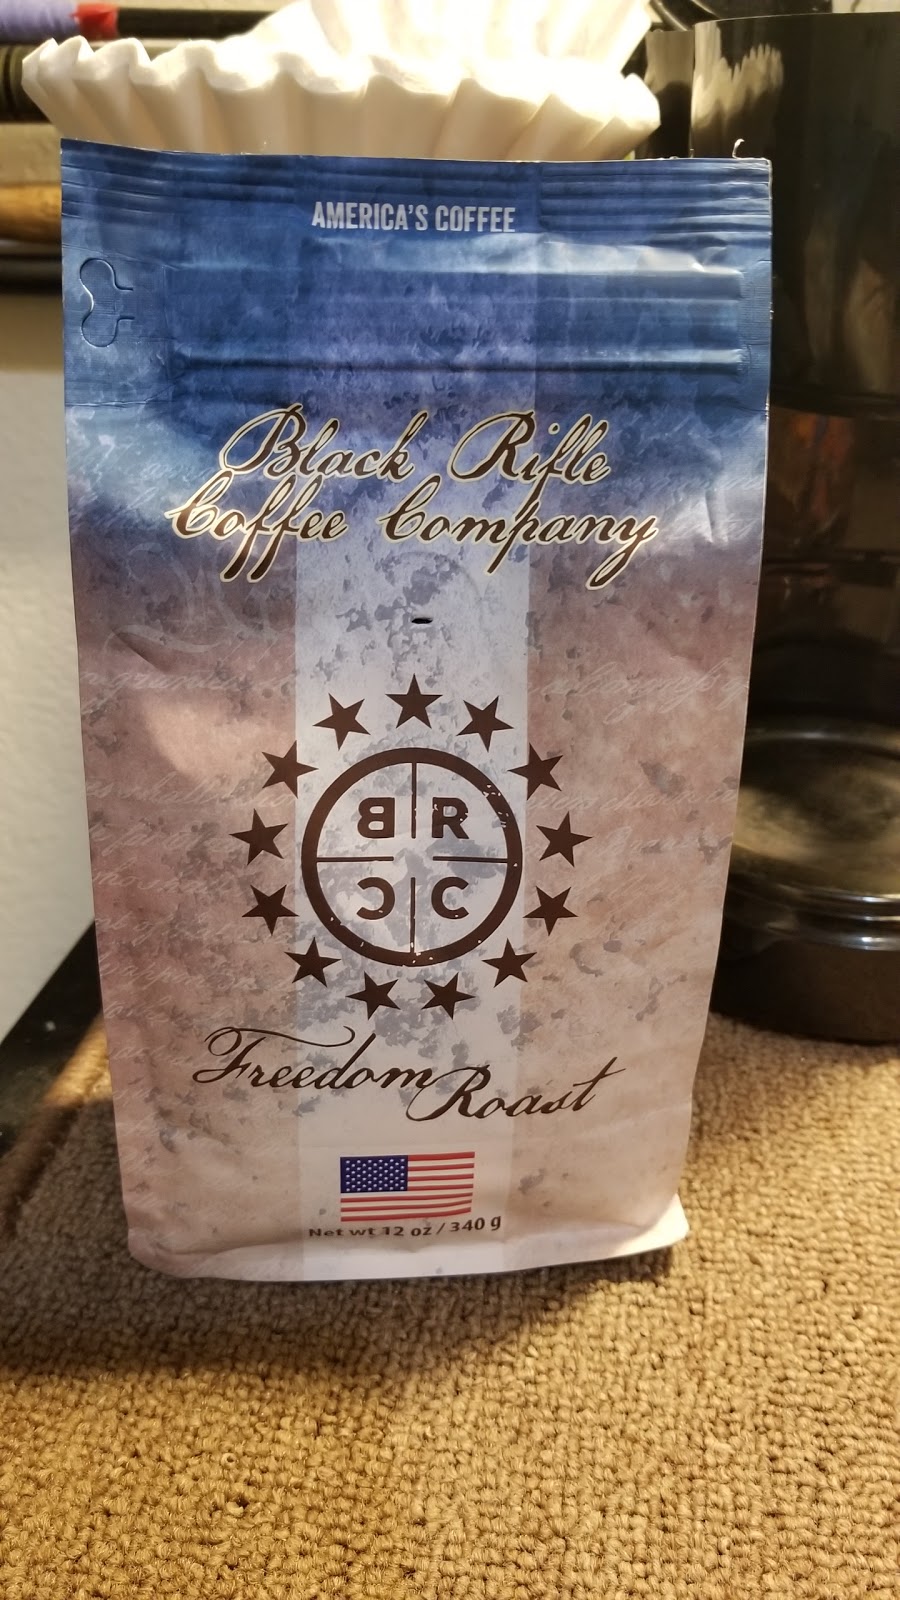 AMERICA'S COFFEE
Black Rifle
Coffee Company
B R
C C
Freedom Roast
Net wt 12 oz / 340 g